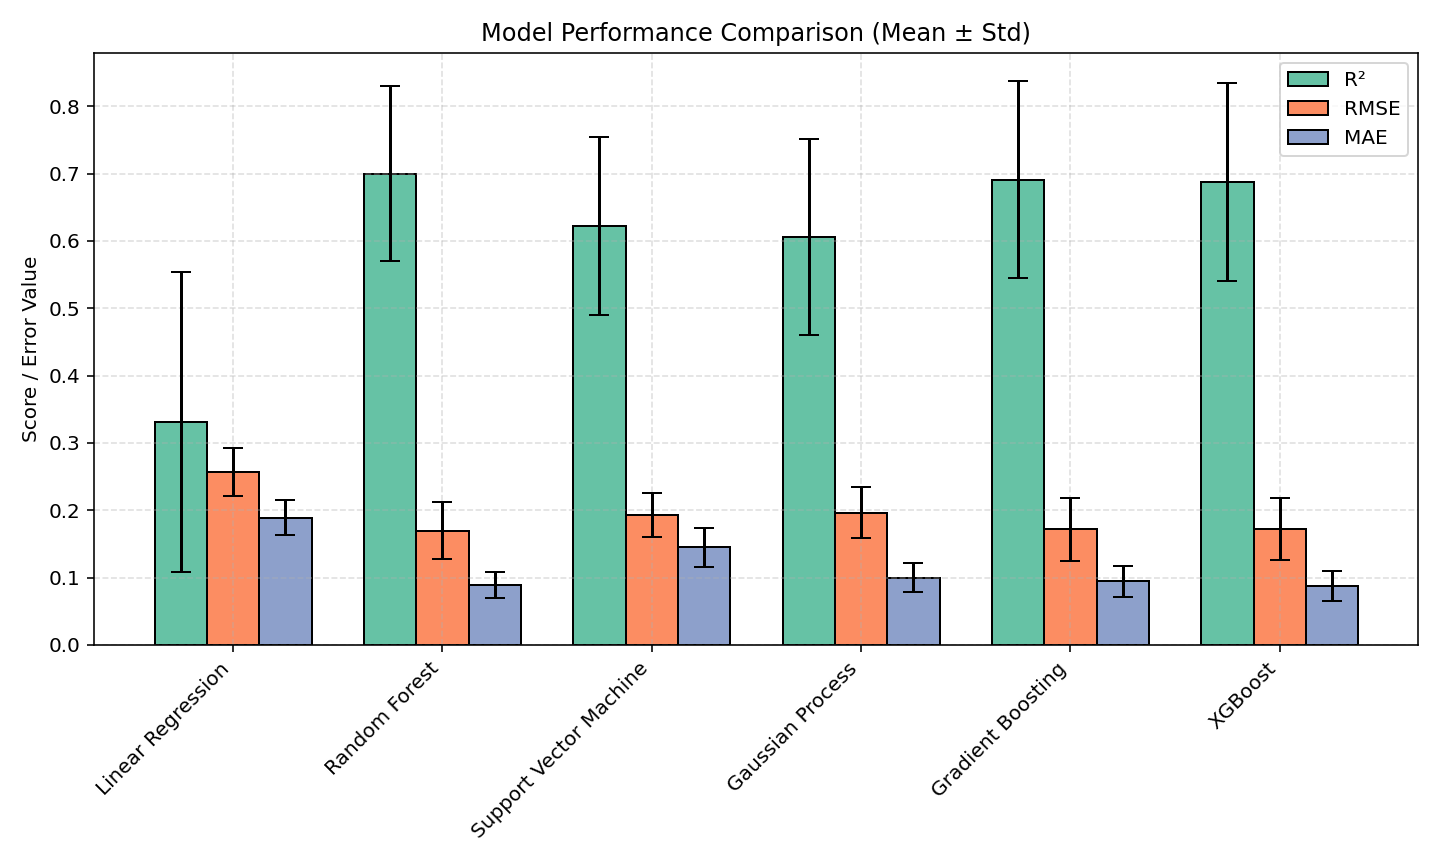 Model Performance Comparison (Mean ± Std)
R²
RMSE
MAE
Score / Error Value
0.8
0.7
0.6
0.5
0.4
0.3
0.2
0.1
0.0
Linear Regression
Random Forest
Support Vector Machine
Gaussian Process
Gradient Boosting
XGBoost